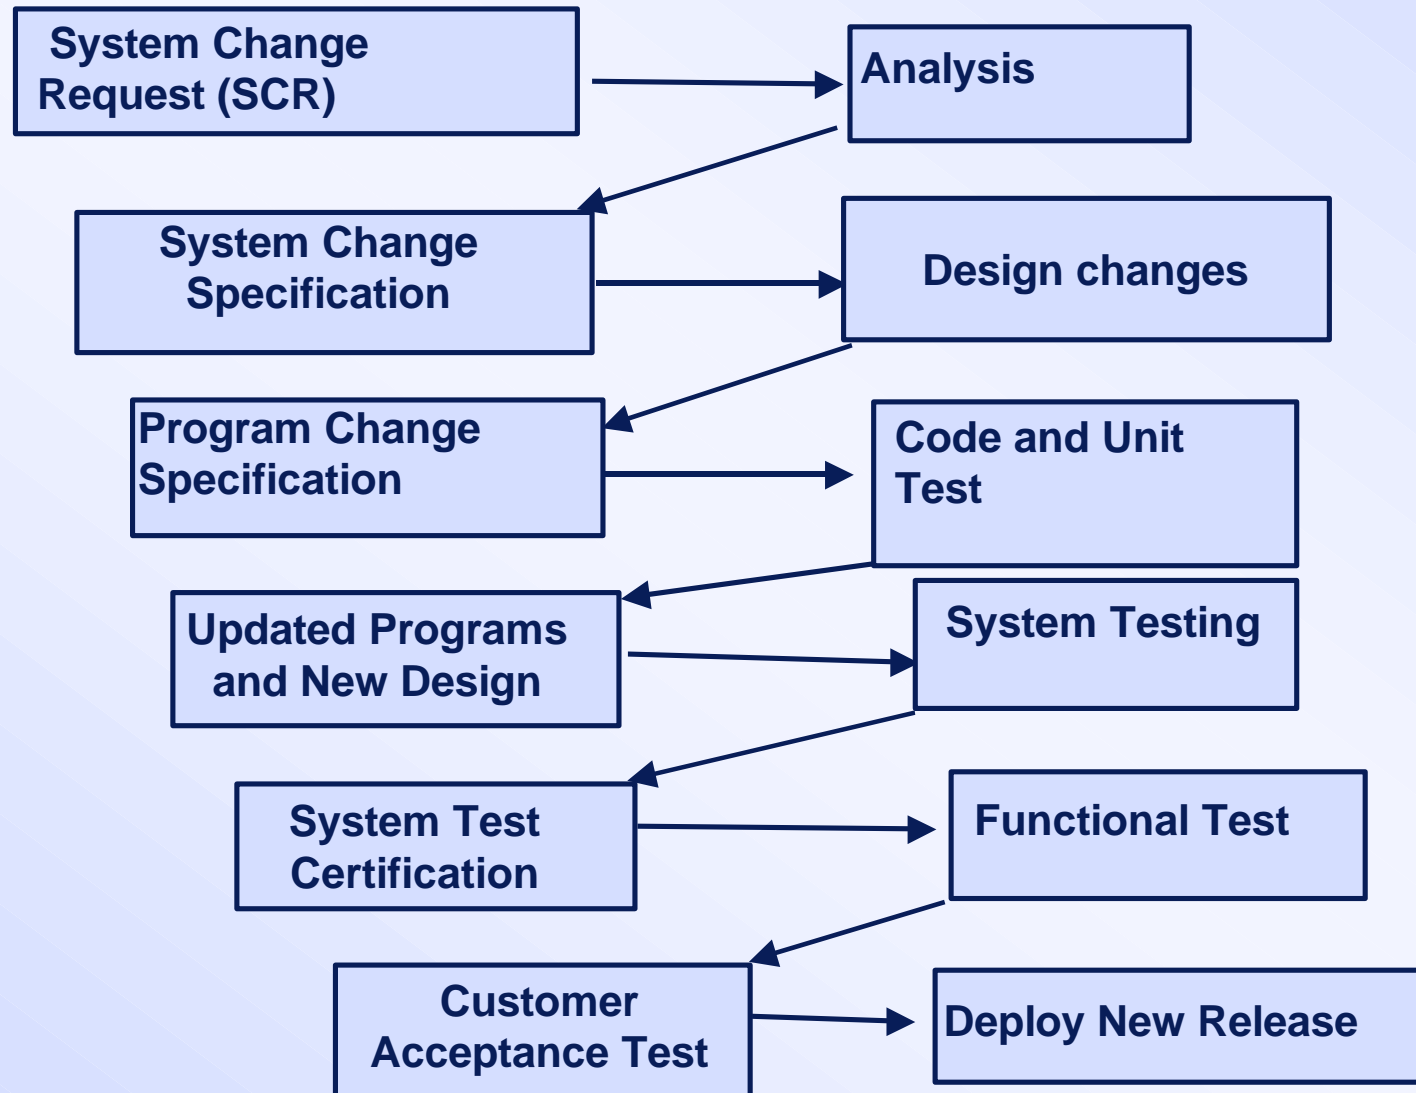 System Change
Request (SCR)
Analysis
System Change
Specification
Design changes
Program Change
Specification
Code and Unit
Test
Updated Programs
and New Design
System Testing
System Test
Certification
Functional Test
Customer
Acceptance Test
Deploy New Release